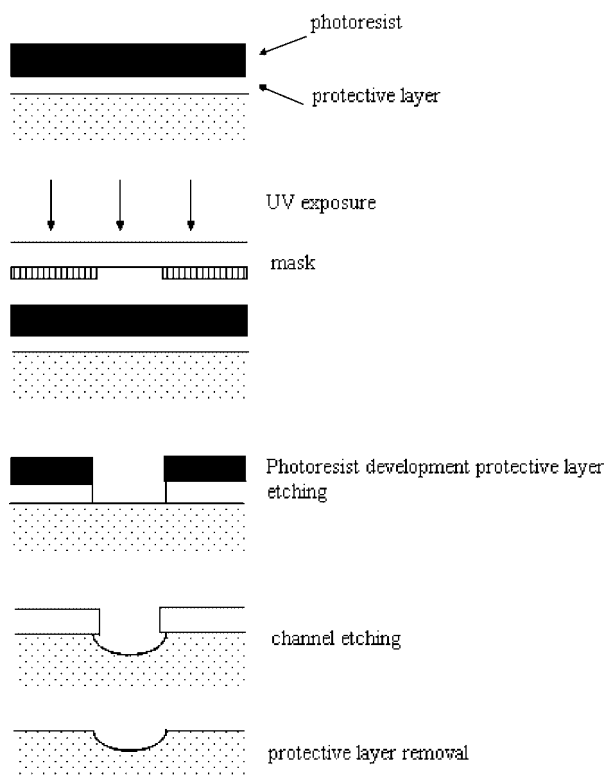 photoresist
protective layer
UV exposure
mask
Photoresist development protective layer
etching
channel etching
protective layer removal